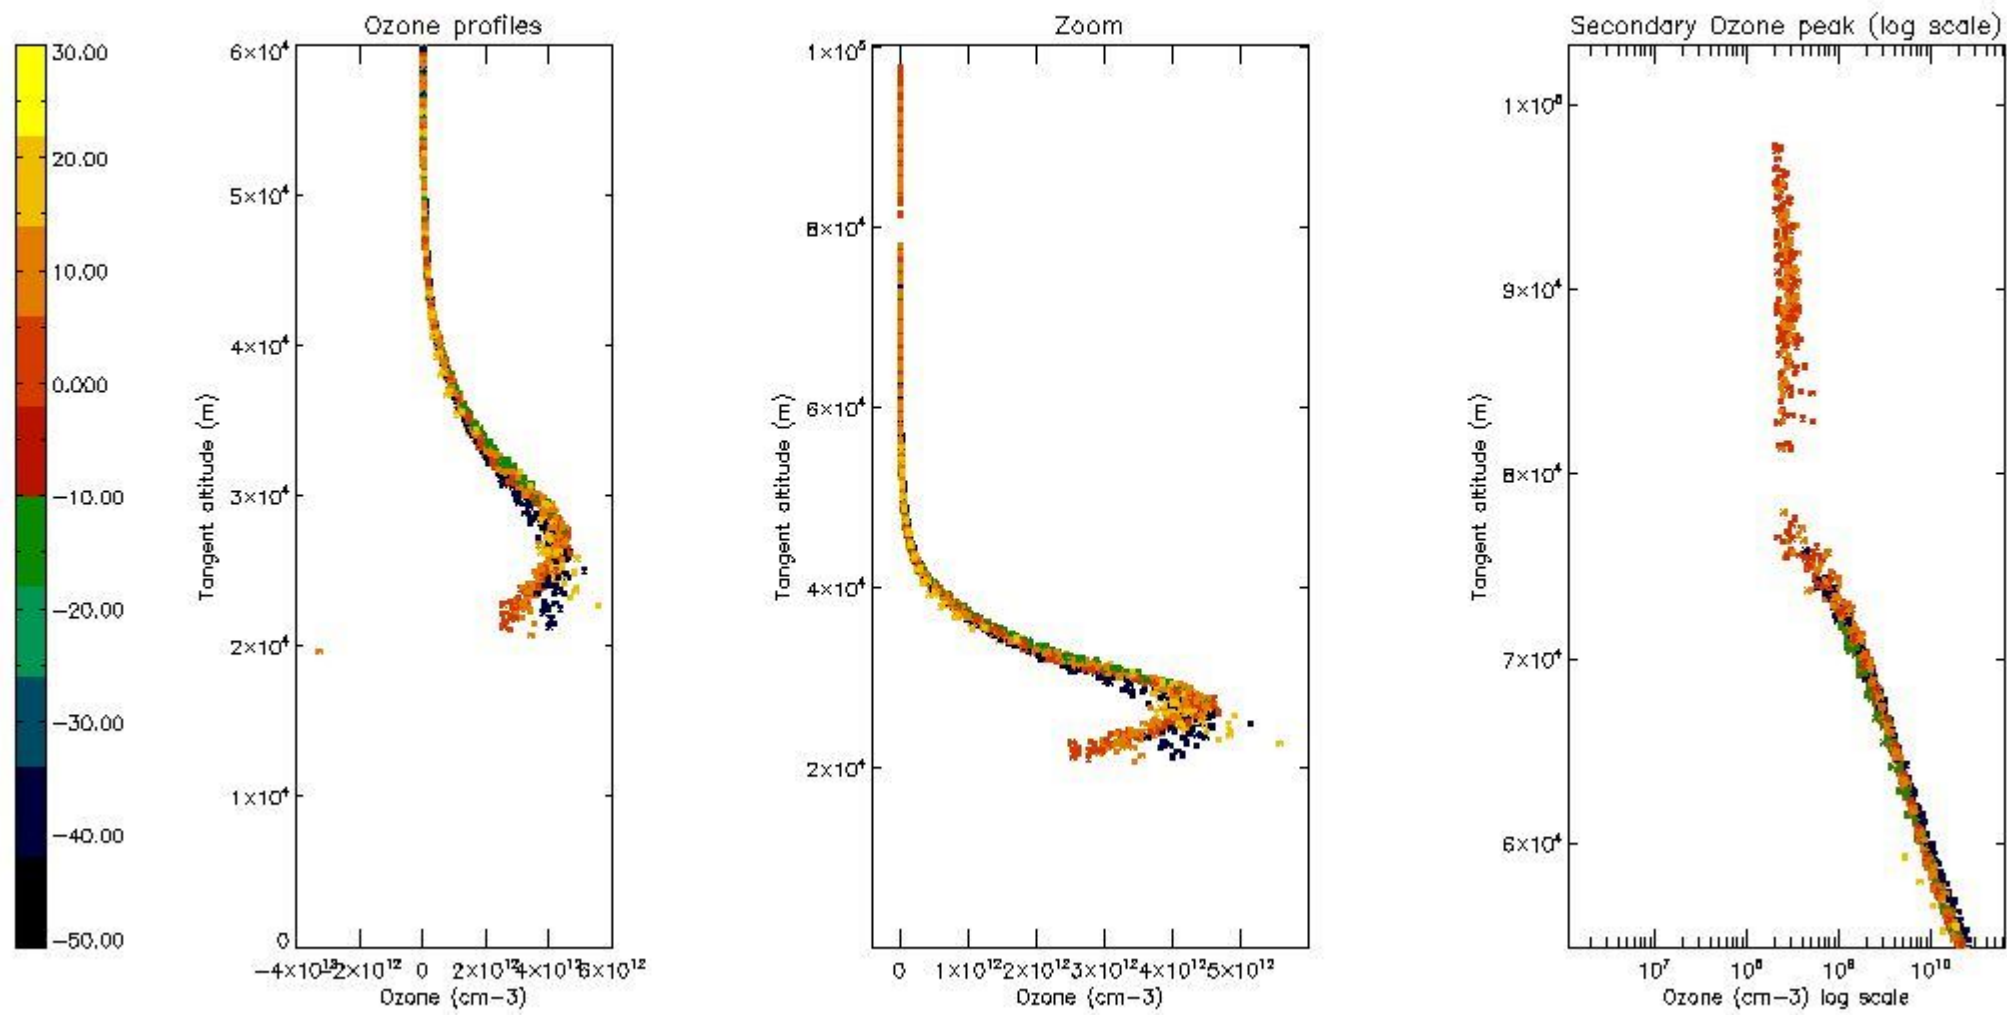 Ozone profiles
Zoom
Secondary Ozone peak (log scale)
30.00
20.00
10.00
0.000
−10.00
−20.00
−30.00
−40.00
−50.00
6×10⁴
5×10⁴
4×10⁴
3×10⁴
2×10⁴
1×10⁴
0
Tangent altitude (m)
−4×10¹² −2×10¹² 0 2×10¹² 4×10¹² 6×10¹²
Ozone (cm−3)
1×10⁵
8×10⁴
6×10⁴
4×10⁴
2×10⁴
Tangent altitude (m)
0 1×10¹² 2×10¹² 3×10¹² 4×10¹² 5×10¹²
Ozone (cm−3)
1×10⁵
9×10⁴
8×10⁴
7×10⁴
6×10⁴
Tangent altitude (m)
10⁷ 10⁸ 10⁹ 10¹⁰
Ozone (cm−3) log scale